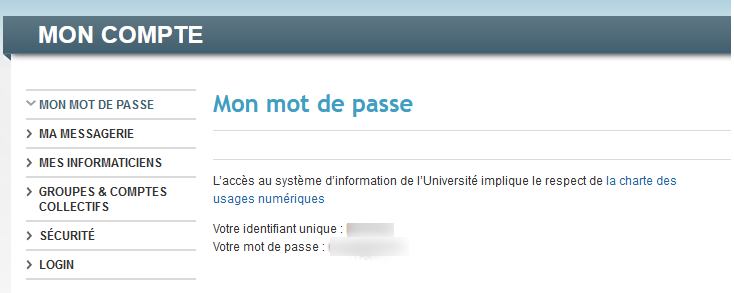 MON COMPTE
MON MOT DE PASSE
MA MESSAGERIE
MES INFORMATICIENS
GROUPES & COMPTES
COLLECTIFS
SÉCURITÉ
LOGIN
Mon mot de passe
L'accès au système d'information de l'Université implique le respect de la charte des
usages numériques
Votre identifiant unique :
Votre mot de passe :